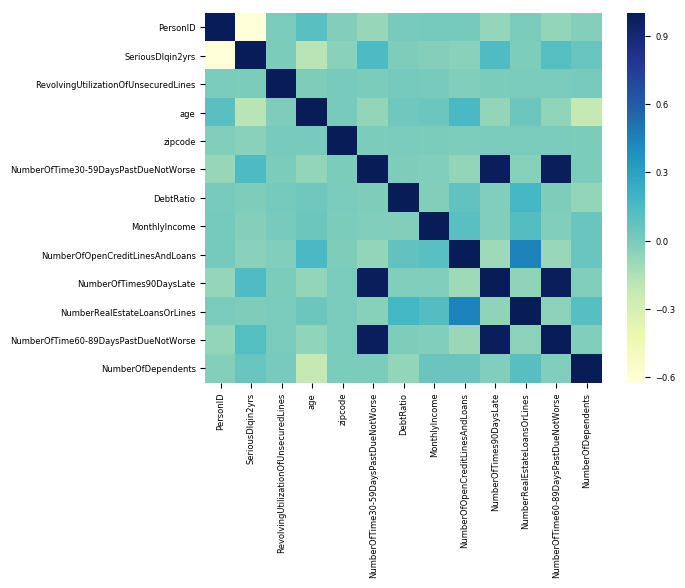 PersonID
SeriousDlqin2yrs
RevolvingUtilizationOfUnsecuredLines
age
zipcode
NumberOfTime30-59DaysPastDueNotWorse
DebtRatio
MonthlyIncome
NumberOfOpenCreditLinesAndLoans
NumberOfTimes90DaysLate
NumberRealEstateLoansOrLines
NumberOfTime60-89DaysPastDueNotWorse
NumberOfDependents
PersonID
SeriousDlqin2yrs
RevolvingUtilizationOfUnsecuredLines
age
zipcode
NumberOfTime30-59DaysPastDueNotWorse
DebtRatio
MonthlyIncome
NumberOfOpenCreditLinesAndLoans
NumberOfTimes90DaysLate
NumberRealEstateLoansOrLines
NumberOfTime60-89DaysPastDueNotWorse
NumberOfDependents
0.9
0.6
0.3
0.0
−0.3
−0.6